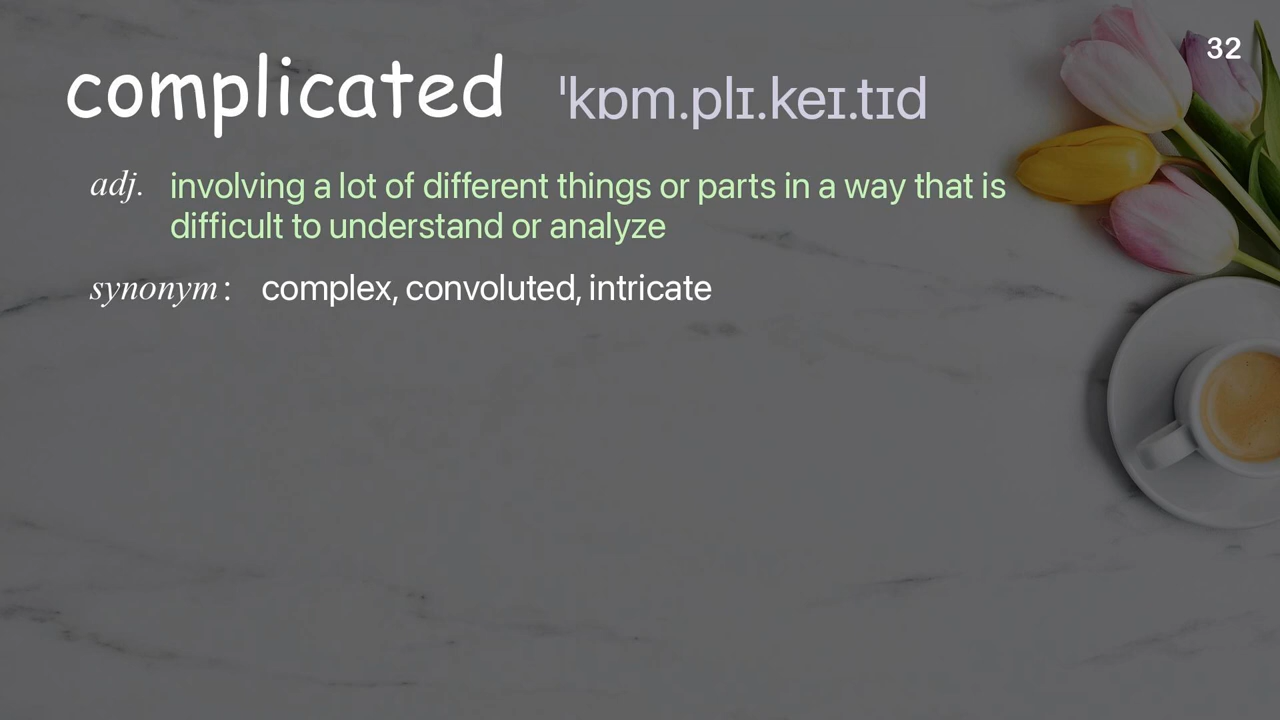 32
complicated ˈkɒm.plɪ.keɪ.tɪd
adj. involving a lot of different things or parts in a way that is
difficult to understand or analyze
synonym: complex, convoluted, intricate